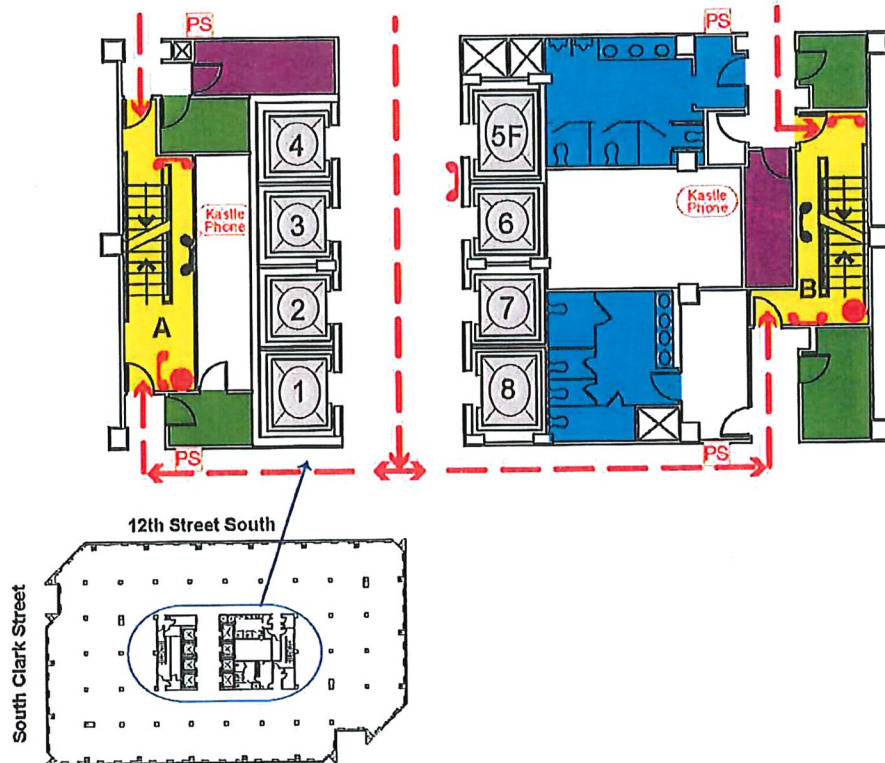 PS
PS
4
5F
3
6
Kastle
Phone
Kastle
Phone
2
7
A
B
1
8
PS
PS
12th Street South
South Clark Street